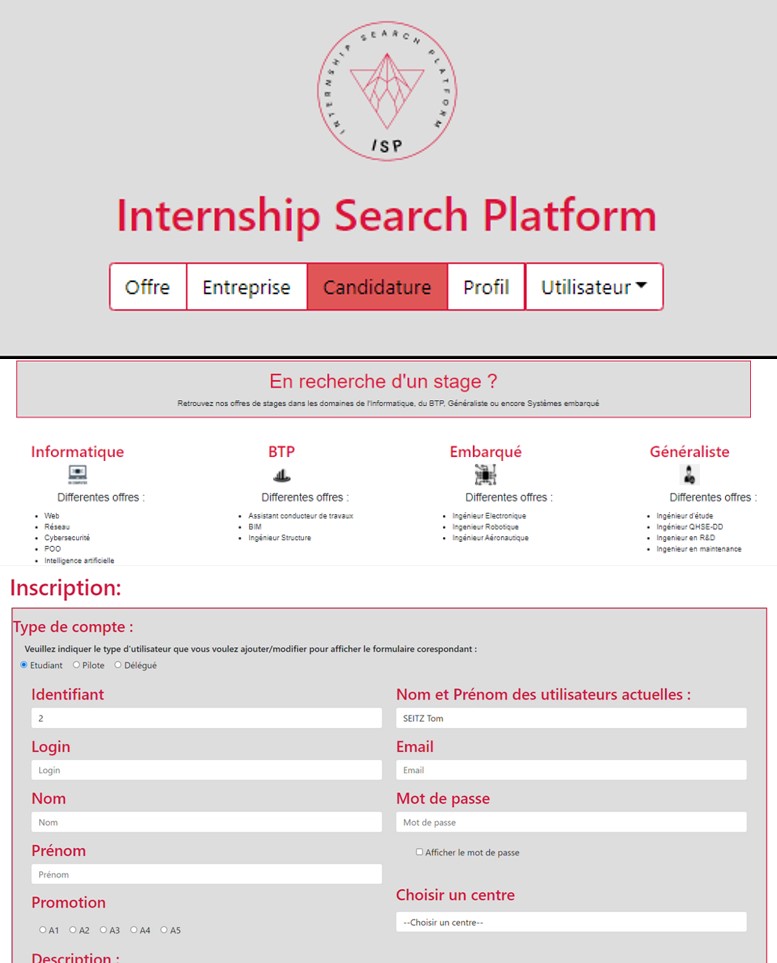 INTERNSHIP SEARCH PLATFORM
ISP
Internship Search Platform
Offre Entreprise Candidature Profil Utilisateur
En recherche d'un stage ?
Retrouvez nos offres de stages dans les domaines de l'Informatique, du BTP, Généraliste ou encore Systèmes embarqué
Informatique
Differentes offres :
Web
Réseau
Cybersecurité
POO
Intelligence artificielle
BTP
Differentes offres :
Assistant conducteur de travaux
BIM
Ingénieur Structure
Embarqué
Differentes offres :
Ingénieur Electronique
Ingenieur Robotique
Ingénieur Aéronautique
Généraliste
Differentes offres :
Ingénieur d'étude
Ingénieur QHSE-DD
Ingenieur en R&D
Ingenieur en maintenance
Inscription:
Type de compte :
Veuillez indiquer le type d'utilisateur que vous voulez ajouter/modifier pour afficher le formulaire corespondant :
Etudiant Pilote Délégué
Identifiant
2
Nom et Prénom des utilisateurs actuelles :
SEITZ Tom
Login
Login
Email
Email
Nom
Nom
Mot de passe
Mot de passe
Afficher le mot de passe
Prénom
Prénom
Choisir un centre
--Choisir un centre--
Promotion
A1 A2 A3 A4 A5
Description :